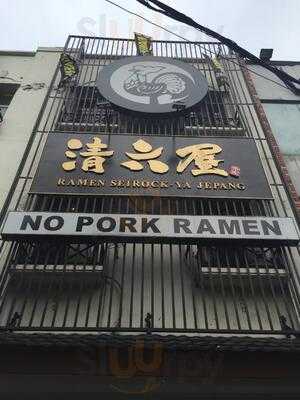 清六屋
RAMEN SEIROCK-YA JEPANG
NO PORK RAMEN